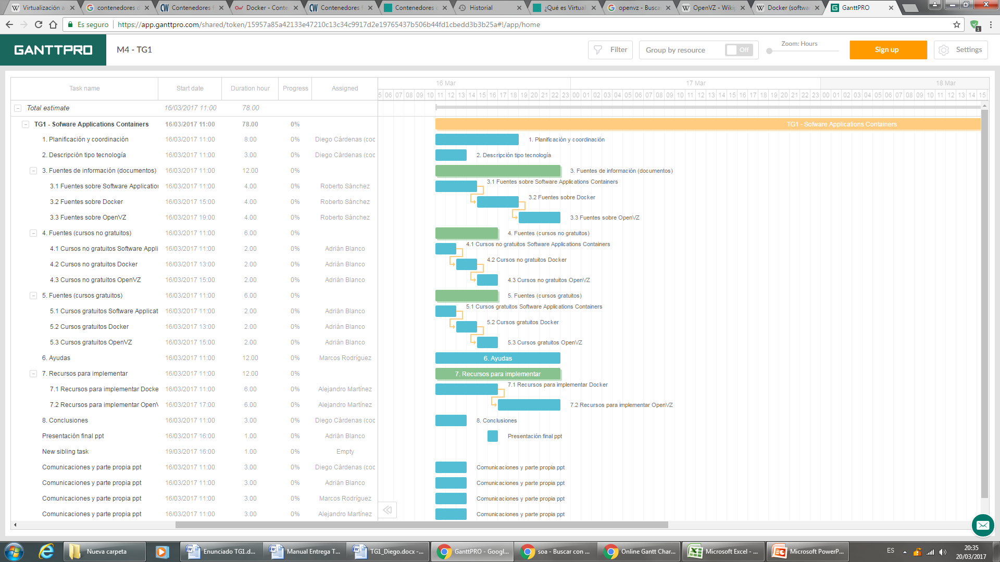 Virtualización a
contenedores d
Contenedores f
Docker - Conte
Contenedores f
Contenedores d
Historial
¿Qué es Virtual
openvz - Busca
OpenVZ - Wikip
Docker (softwa
GanttPRO
Es seguro https://app.ganttpro.com/shared/token/15957a85a42133e47210c13c34c9917d2e19765437b506b44fd1cbedd3b3b25a#!/app/home
GANTTPRO M4 - TG1 Filter Group by resource Off Zoom: Hours Sign up Settings
Task name Start date Duration hour Progress Assigned 16 Mar 17 Mar 18 Mar
5 06 07 08 09 10 11 12 13 14 15 16 17 18 19 20 21 22 23 00 01 02 03 04 05 06 07 08 09 10 11 12 13 14 15 16 17 18 19 20 21 22 23 00 01 02 03 04 05 06 07 08 09 10 11 12 13 14 15
Total estimate 16/03/2017 11:00 78.00
TG1 - Sofware Applications Containers 16/03/2017 11:00 78.00 0% TG1 - Sofware Applications Containers
1. Planificación y coordinación 16/03/2017 11:00 8.00 0% Diego Cárdenas (coc 1. Planificación y coordinación
2. Descripción tipo tecnología 16/03/2017 11:00 3.00 0% Diego Cárdenas (coc 2. Descripción tipo tecnología
3. Fuentes de información (documentos) 16/03/2017 11:00 12.00 0% 3. Fuentes de información (documentos)
3.1 Fuentes sobre Software Application 16/03/2017 11:00 4.00 0% Roberto Sánchez 3.1 Fuentes sobre Software Applications Containers
3.2 Fuentes sobre Docker 16/03/2017 15:00 4.00 0% Roberto Sánchez 3.2 Fuentes sobre Docker
3.3 Fuentes sobre OpenVZ 16/03/2017 19:00 4.00 0% Roberto Sánchez 3.3 Fuentes sobre OpenVZ
4. Fuentes (cursos no gratuitos) 16/03/2017 11:00 6.00 0% 4. Fuentes (cursos no gratuitos)
4.1 Cursos no gratuitos Software Appli 16/03/2017 11:00 2.00 0% Adrián Blanco 4.1 Cursos no gratuitos Software Applications Containers
4.2 Cursos no gratuitos Docker 16/03/2017 13:00 2.00 0% Adrián Blanco 4.2 Cursos no gratuitos Docker
4.3 Cursos no gratuitos OpenVZ 16/03/2017 15:00 2.00 0% Adrián Blanco 4.3 Cursos no gratuitos OpenVZ
5. Fuentes (cursos gratuitos) 16/03/2017 11:00 6.00 0% 5. Fuentes (cursos gratuitos)
5.1 Cursos gratuitos Software Applicat 16/03/2017 11:00 2.00 0% Adrián Blanco 5.1 Cursos gratuitos Software Applications Containers
5.2 Cursos gratuitos Docker 16/03/2017 13:00 2.00 0% Adrián Blanco 5.2 Cursos gratuitos Docker
5.3 Cursos gratuitos OpenVZ 16/03/2017 15:00 2.00 0% Adrián Blanco 5.3 Cursos gratuitos OpenVZ
6. Ayudas 16/03/2017 11:00 12.00 0% Marcos Rodríguez 6. Ayudas
7. Recursos para implementar 16/03/2017 11:00 12.00 0% 7. Recursos para implementar
7.1 Recursos para implementar Docke 16/03/2017 11:00 6.00 0% Alejandro Martínez 7.1 Recursos para implementar Docker
7.2 Recursos para implementar OpenV 16/03/2017 17:00 6.00 0% Alejandro Martínez 7.2 Recursos para implementar OpenVZ
8. Conclusiones 16/03/2017 11:00 3.00 0% Diego Cárdenas (coc 8. Conclusiones
Presentación final ppt 16/03/2017 16:00 1.00 0% Adrián Blanco Presentación final ppt
New sibling task 19/03/2017 16:00 1.00 0% Empty
Comunicaciones y parte propia ppt 16/03/2017 11:00 3.00 0% Diego Cárdenas (coc Comunicaciones y parte propia ppt
Comunicaciones y parte propia ppt 16/03/2017 11:00 3.00 0% Adrián Blanco Comunicaciones y parte propia ppt
Comunicaciones y parte propia ppt 16/03/2017 11:00 3.00 0% Marcos Rodríguez Comunicaciones y parte propia ppt
Comunicaciones y parte propia ppt 16/03/2017 11:00 3.00 0% Alejandro Martínez Comunicaciones y parte propia ppt
Nueva carpeta
Enunciado TG1.d...
Manual Entrega T...
TG1_Diego.docx -...
GanttPRO - Googl...
soa - Buscar con ...
Online Gantt Char...
Microsoft Excel - ...
Microsoft PowerP...
ES
20:35
20/03/2017